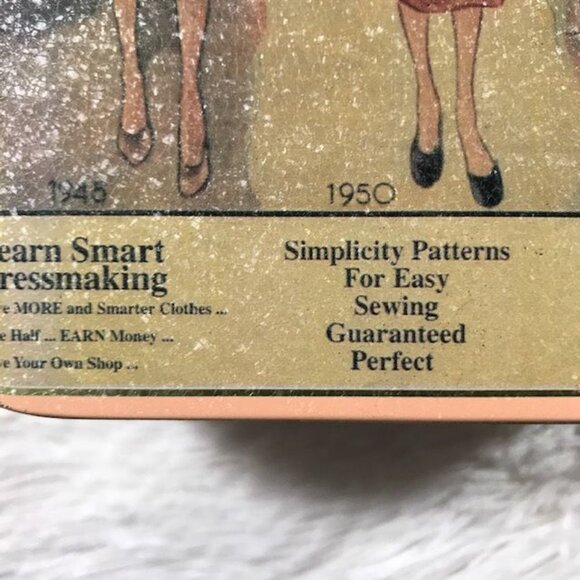 1945
1950
earn Smart
ressmaking
e MORE and Smarter Clothes ...
e Half ... EARN Money ...
e Your Own Shop ...
Simplicity Patterns
For Easy
Sewing
Guaranteed
Perfect